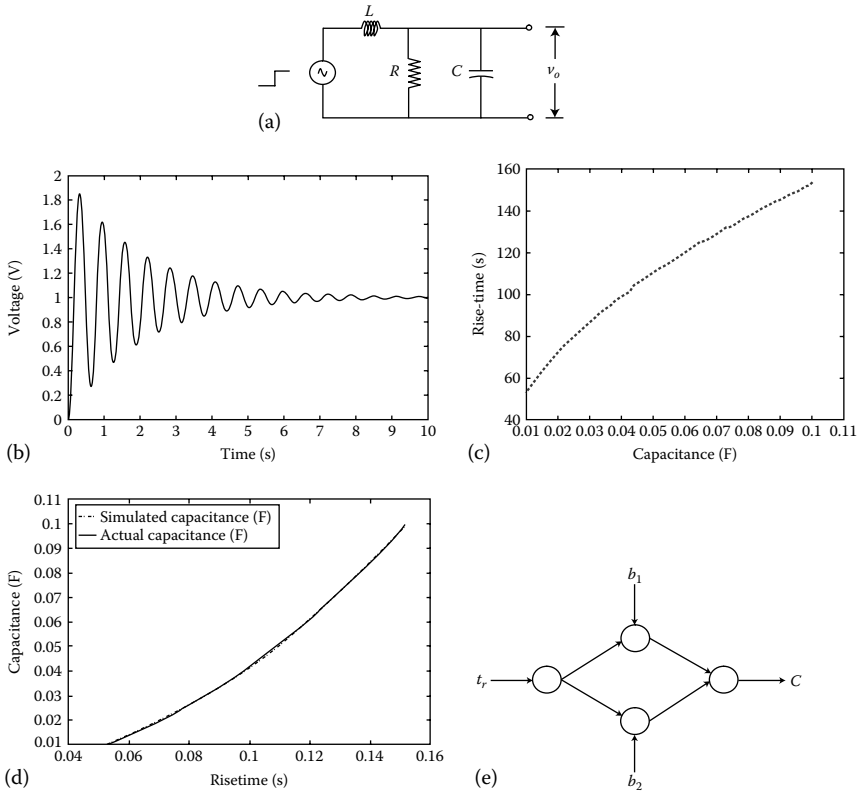 L
R
C
v_o
(a)
Voltage (V)
2
1.8
1.6
1.4
1.2
1
0.8
0.6
0.4
0.2
0
0 1 2 3 4 5 6 7 8 9 10
Time (s)
(b)
Rise-time (s)
160
140
120
100
80
60
40
0.01 0.02 0.03 0.04 0.05 0.06 0.07 0.08 0.09 0.1 0.11
Capacitance (F)
(c)
Capacitance (F)
0.11
0.1
0.09
0.08
0.07
0.06
0.05
0.04
0.03
0.02
0.01
Simulated capacitance (F)
Actual capacitance (F)
0.04 0.06 0.08 0.1 0.12 0.14 0.16
Risetime (s)
(d)
b_1
t_r
C
b_2
(e)